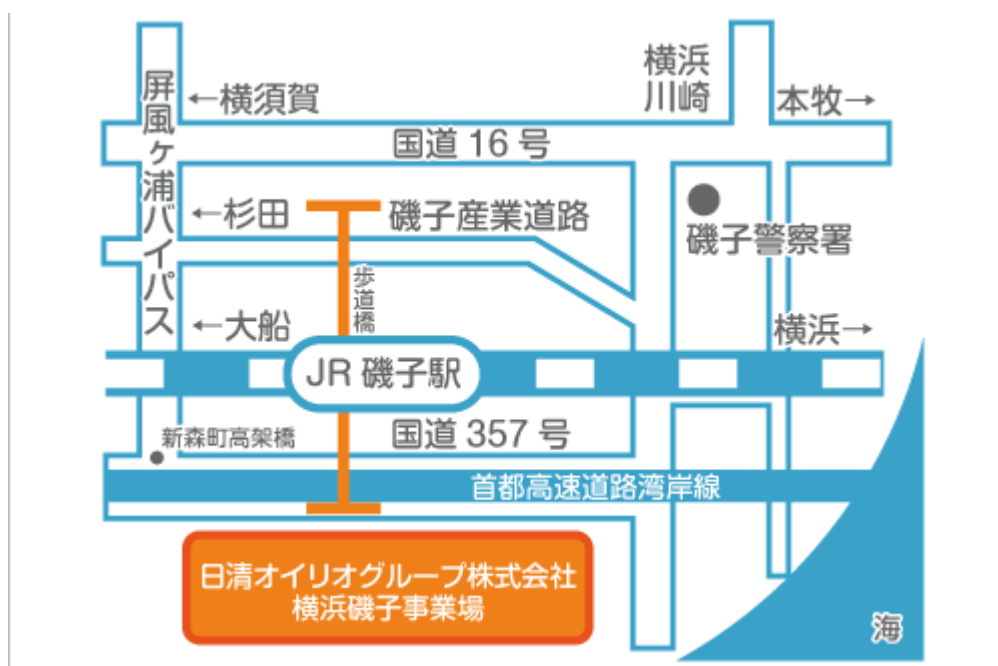 屏風ヶ浦バイパス
←横須賀
横浜
川崎
本牧→
国道 16 号
←杉田
磯子産業道路
磯子警察署
歩道橋
←大船
横浜→
JR 磯子駅
新森町高架橋
国道 357 号
首都高速道路湾岸線
日清オイリオグループ株式会社
横浜磯子事業場
海